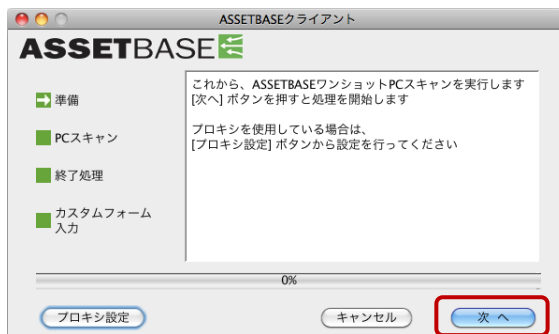 ASSETBASEクライアント
ASSETBASE
準備
PCスキャン
終了処理
カスタムフォーム
入力
これから、ASSETBASEワンショットPCスキャンを実行します
[次へ] ボタンを押すと処理を開始します
プロキシを使用している場合は、
[プロキシ設定] ボタンから設定を行ってください
0%
プロキシ設定
キャンセル
次 へ